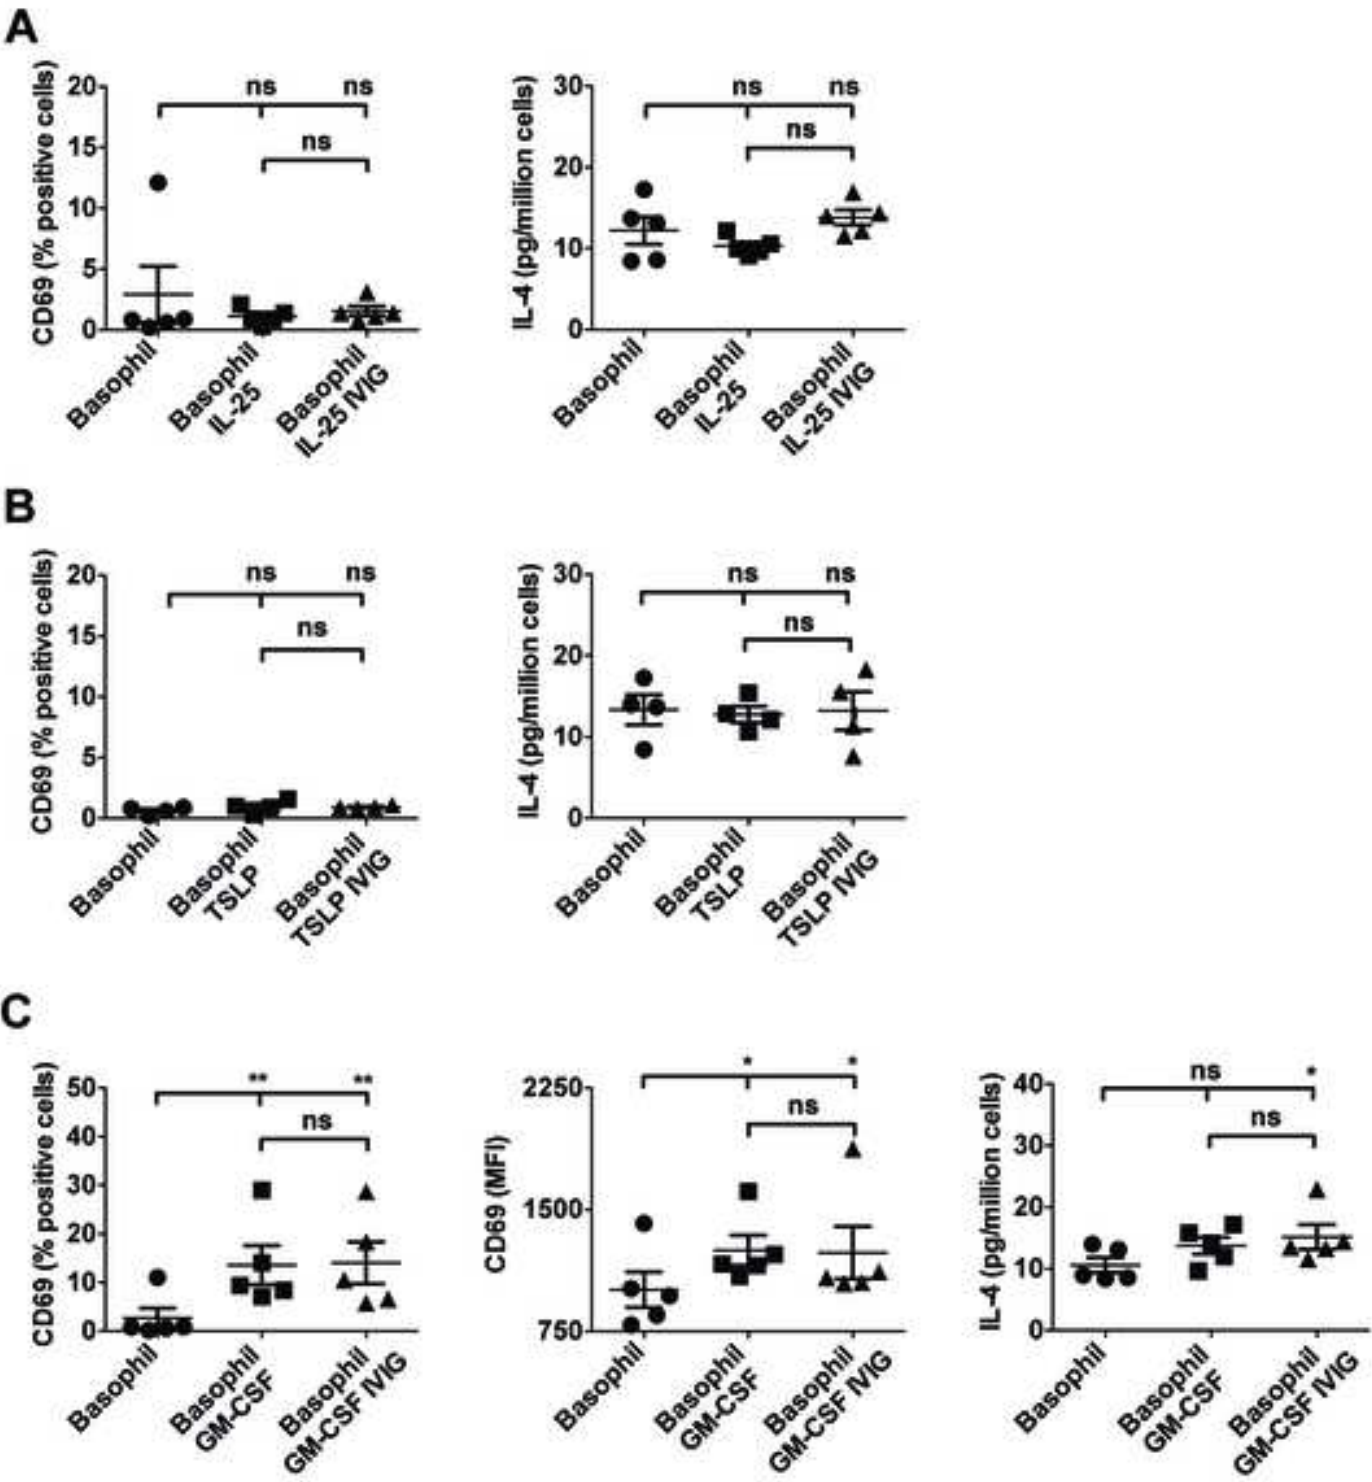 A
CD69 (% positive cells)
20
15
10
5
0
ns
ns
ns
Basophil
Basophil
IL-25
Basophil
IL-25 IVIG
IL-4 (pg/million cells)
30
20
10
0
ns
ns
ns
Basophil
Basophil
IL-25
Basophil
IL-25 IVIG
B
CD69 (% positive cells)
20
15
10
5
0
ns
ns
ns
Basophil
Basophil
TSLP
Basophil
TSLP IVIG
IL-4 (pg/million cells)
30
20
10
0
ns
ns
ns
Basophil
Basophil
TSLP
Basophil
TSLP IVIG
C
CD69 (% positive cells)
50
40
30
20
10
0
**
**
ns
Basophil
Basophil
GM-CSF
Basophil
GM-CSF IVIG
CD69 (MFI)
2250
1500
750
*
*
ns
Basophil
Basophil
GM-CSF
Basophil
GM-CSF IVIG
IL-4 (pg/million cells)
40
30
20
10
0
ns
*
ns
Basophil
Basophil
GM-CSF
Basophil
GM-CSF IVIG